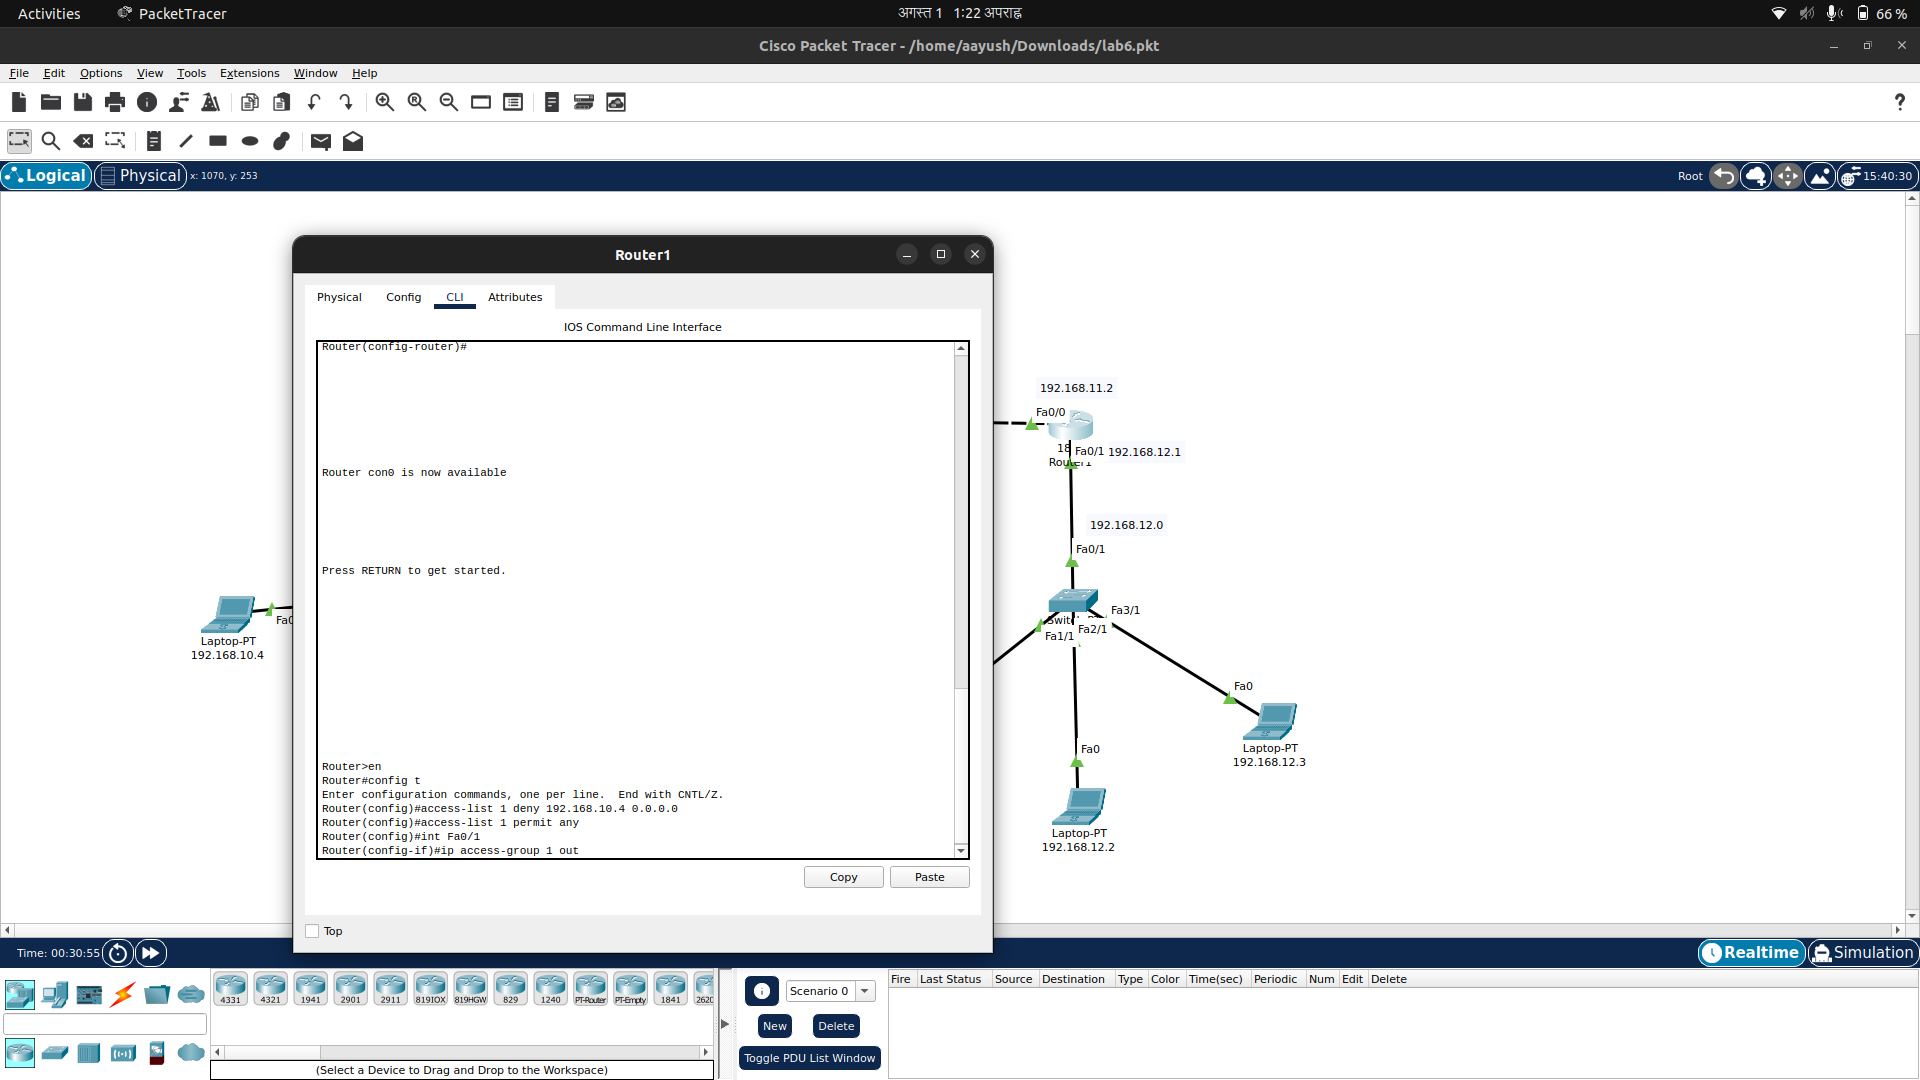 Activities PacketTracer अगस्त 1 1:22 अपराह्न 66 %
Cisco Packet Tracer - /home/aayush/Downloads/lab6.pkt
File Edit Options View Tools Extensions Window Help
Logical Physical x: 1070, y: 253 Root 15:40:30
Router1
Physical Config CLI Attributes
IOS Command Line Interface
Router(config-router)#
Router con0 is now available
Press RETURN to get started.
Router>en
Router#config t
Enter configuration commands, one per line. End with CNTL/Z.
Router(config)#access-list 1 deny 192.168.10.4 0.0.0.0
Router(config)#access-list 1 permit any
Router(config)#int Fa0/1
Router(config-if)#ip access-group 1 out
Copy Paste
Top
Laptop-PT
192.168.10.4
192.168.11.2
Fa0/0
18
Fa0/1 192.168.12.1
Router1
192.168.12.0
Fa0/1
Fa3/1
Fa2/1
Fa1/1
Fa0
Laptop-PT
192.168.12.3
Fa0
Laptop-PT
192.168.12.2
Time: 00:30:55 Realtime Simulation
4331 4321 1941 2901 2911 819IOX 819HGW 829 1240 PT-Router PT-Empty 1841 2620
(Select a Device to Drag and Drop to the Workspace)
Scenario 0
New Delete
Toggle PDU List Window
Fire Last Status Source Destination Type Color Time(sec) Periodic Num Edit Delete